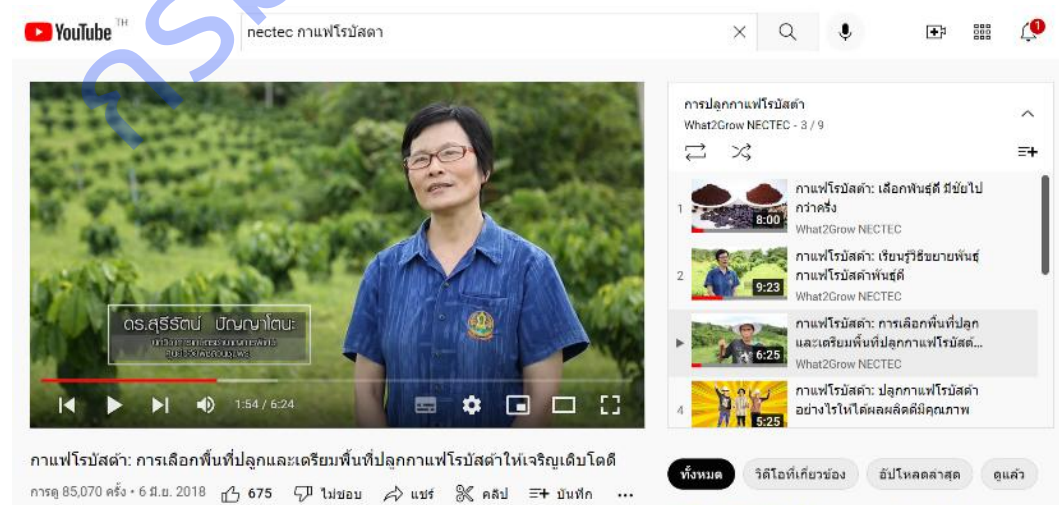 YouTube TH
nectec กาแฟโรบัสตา
ดร.สุรีรัตน์ ปัญญาโตนะ
1:54 / 6:24
กาแฟโรบัสต้า: การเลือกพื้นที่ปลูกและเตรียมพื้นที่ปลูกกาแฟโรบัสต้าให้เจริญเติบโตดี
การดู 85,070 ครั้ง • 6 มิ.ย. 2018 675 ไม่ชอบ แชร์ คลิป บันทึก ...
การปลูกกาแฟโรบัสต้า
What2Grow NECTEC - 3 / 9
1
8:00
กาแฟโรบัสต้า: เลือกพันธุ์ดี มีชัยไป
กว่าครึ่ง
What2Grow NECTEC
2
9:23
กาแฟโรบัสต้า: เรียนรู้วิธีขยายพันธุ์
กาแฟโรบัสต้าพันธุ์ดี
What2Grow NECTEC
6:25
กาแฟโรบัสต้า: การเลือกพื้นที่ปลูก
และเตรียมพื้นที่ปลูกกาแฟโรบัสต้...
What2Grow NECTEC
4
5:25
กาแฟโรบัสต้า: ปลูกกาแฟโรบัสต้า
อย่างไรให้ได้ผลผลิตดีมีคุณภาพ
ทั้งหมด วิดีโอที่เกี่ยวข้อง อัปโหลดล่าสุด ดูแล้ว